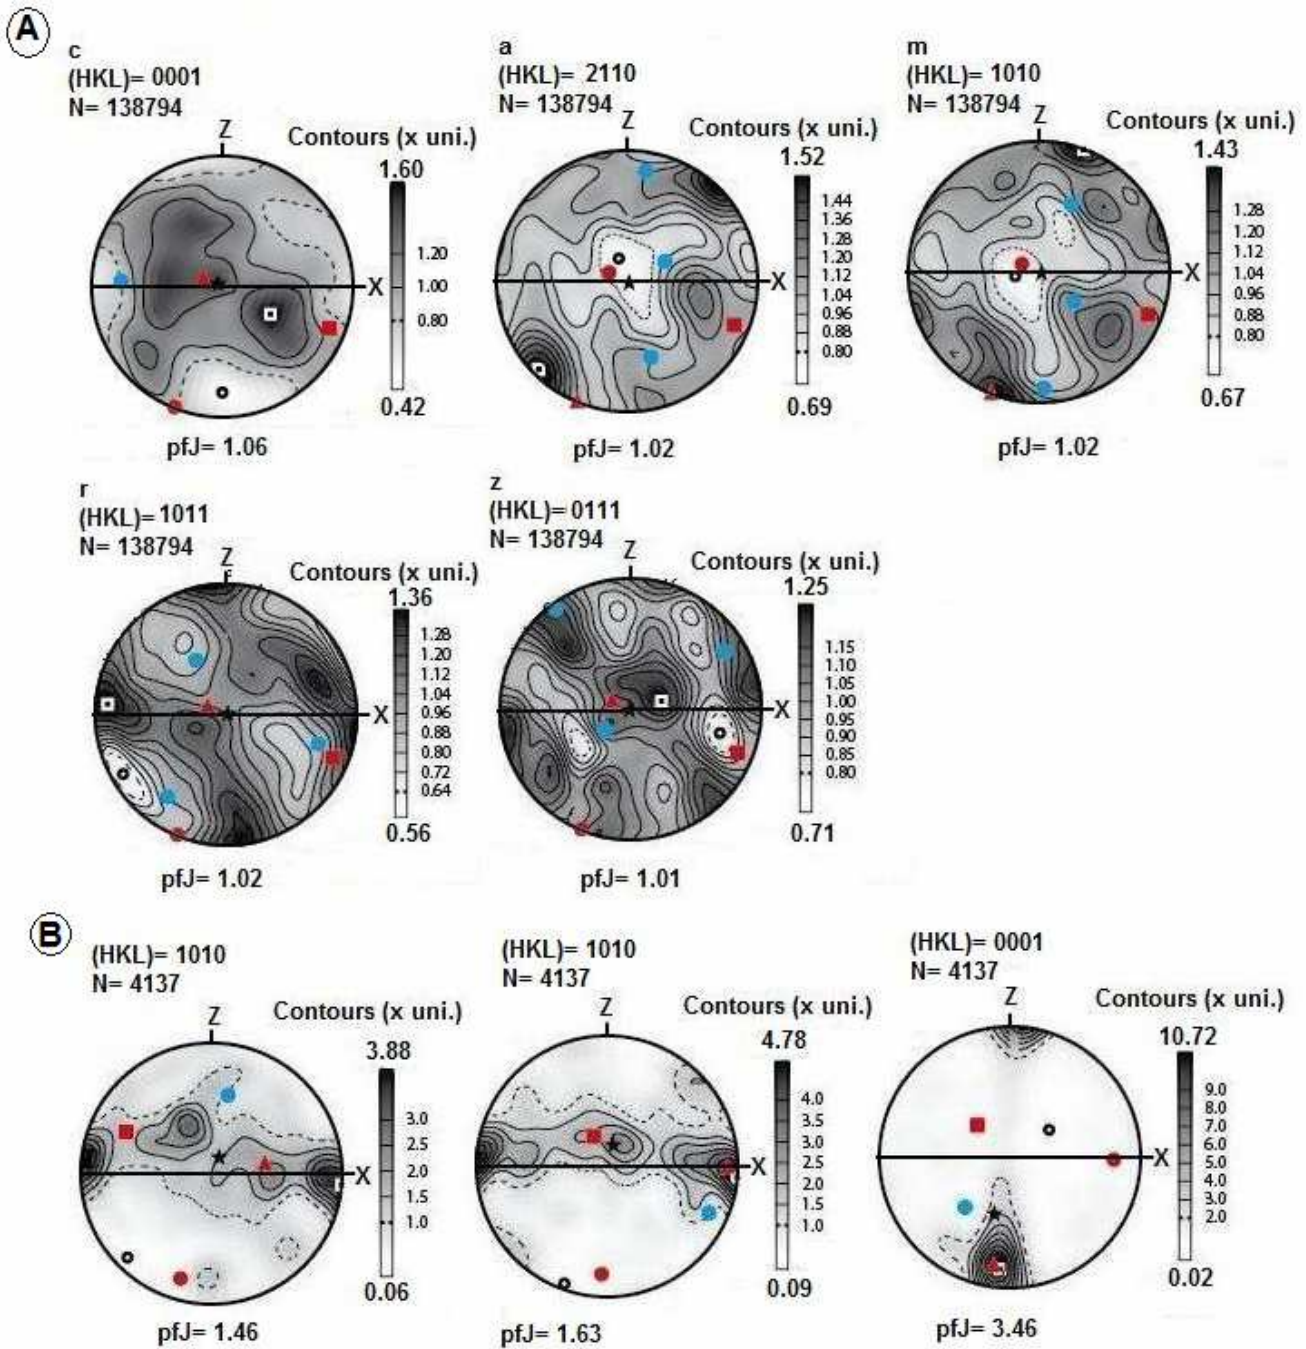 A
c
(HKL)= 0001
N= 138794
Z
X
Contours (x uni.)
1.60
1.20
1.00
0.80
0.42
pfJ= 1.06
a
(HKL)= 2110
N= 138794
Z
X
Contours (x uni.)
1.52
1.44
1.36
1.28
1.20
1.12
1.04
0.96
0.88
0.80
0.69
pfJ= 1.02
m
(HKL)= 1010
N= 138794
Z
X
Contours (x uni.)
1.43
1.28
1.20
1.12
1.04
0.96
0.88
0.80
0.67
pfJ= 1.02
r
(HKL)= 1011
N= 138794
Z
X
Contours (x uni.)
1.36
1.28
1.20
1.12
1.04
0.96
0.88
0.80
0.72
0.64
0.56
pfJ= 1.02
z
(HKL)= 0111
N= 138794
Z
X
Contours (x uni.)
1.25
1.15
1.10
1.05
1.00
0.95
0.90
0.85
0.80
0.71
pfJ= 1.01
B
(HKL)= 1010
N= 4137
Z
X
Contours (x uni.)
3.88
3.0
2.5
2.0
1.5
1.0
0.06
pfJ= 1.46
(HKL)= 1010
N= 4137
Z
X
Contours (x uni.)
4.78
4.0
3.5
3.0
2.5
2.0
1.5
1.0
0.09
pfJ= 1.63
(HKL)= 0001
N= 4137
Z
X
Contours (x uni.)
10.72
9.0
8.0
7.0
6.0
5.0
4.0
3.0
2.0
0.02
pfJ= 3.46